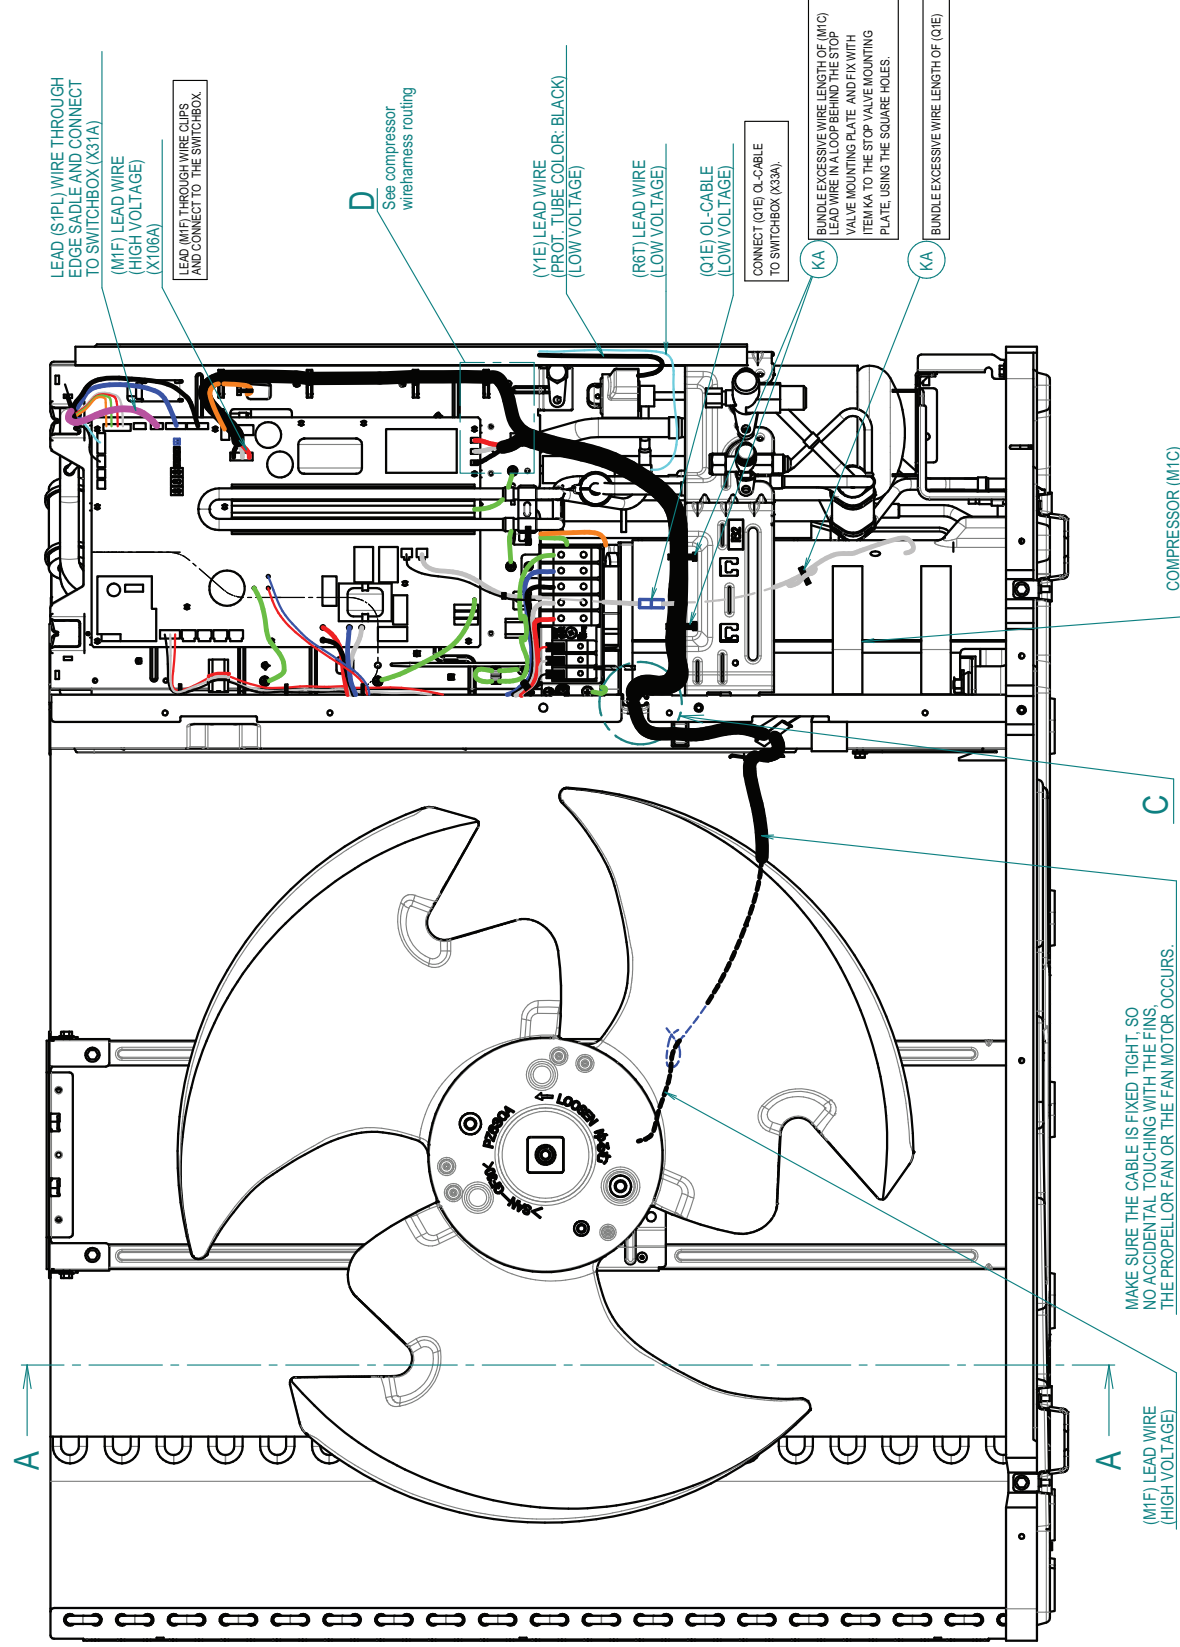 LEAD (S1PL) WIRE THROUGH
EDGE SADLE AND CONNECT
TO SWITCHBOX (X31A)
(M1F) LEAD WIRE
(HIGH VOLTAGE)
(X106A)
LEAD (M1F) THROUGH WIRE CLIPS
AND CONNECT TO THE SWITCHBOX.
D
See compressor
wireharness routing
(Y1E) LEAD WIRE
(PROT. TUBE COLOR: BLACK)
(LOW VOLTAGE)
(R6T) LEAD WIRE
(LOW VOLTAGE)
(Q1E) OL-CABLE
(LOW VOLTAGE)
CONNECT (Q1E) OL-CABLE
TO SWITCHBOX (X33A).
KA
BUNDLE EXCESSIVE WIRE LENGTH OF (M1C)
LEAD WIRE IN A LOOP BEHIND THE STOP
VALVE MOUNTING PLATE AND FIX WITH
ITEM KA TO THE STOP VALVE MOUNTING
PLATE, USING THE SQUARE HOLES.
KA
BUNDLE EXCESSIVE WIRE LENGTH OF (Q1E)
COMPRESSOR (M1C)
C
R2
LOOSEN
PZ630A
MAKE SURE THE CABLE IS FIXED TIGHT, SO
NO ACCIDENTAL TOUCHING WITH THE FINS,
THE PROPELLOR FAN OR THE FAN MOTOR OCCURS.
(M1F) LEAD WIRE
(HIGH VOLTAGE)
A
A